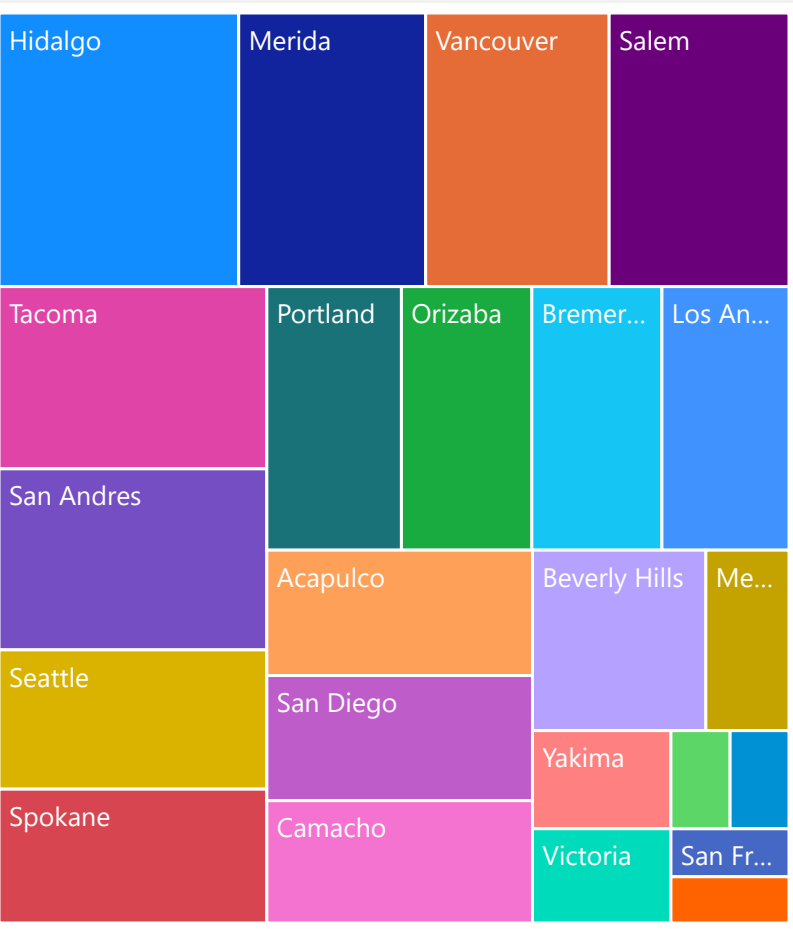 Hidalgo
Merida
Vancouver
Salem
Tacoma
Portland
Orizaba
Bremer...
Los An...
San Andres
Acapulco
Beverly Hills
Me...
Seattle
San Diego
Yakima
Spokane
Camacho
Victoria
San Fr...